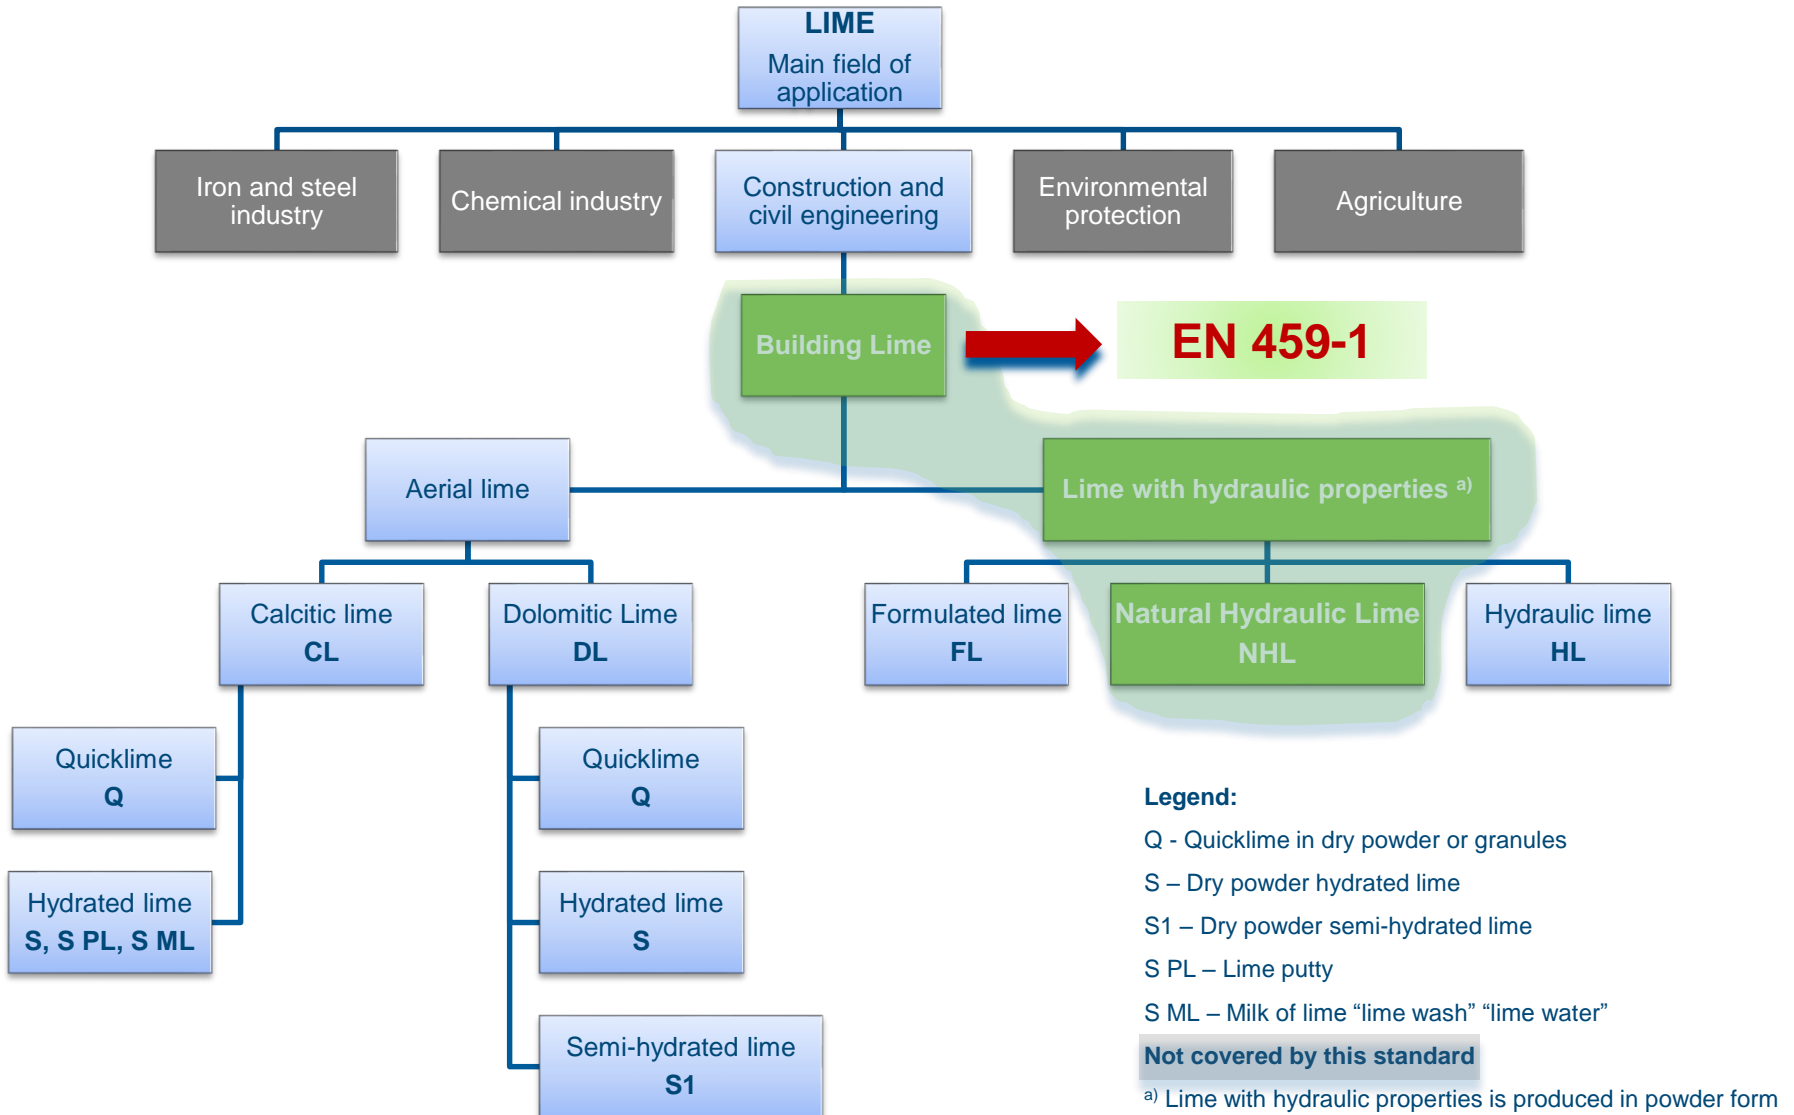 LIME
Main field of
application
Iron and steel
industry
Chemical industry
Construction and
civil engineering
Environmental
protection
Agriculture
Building Lime
EN 459-1
Aerial lime
Lime with hydraulic properties a)
Calcitic lime
CL
Dolomitic Lime
DL
Formulated lime
FL
Natural Hydraulic Lime
NHL
Hydraulic lime
HL
Quicklime
Q
Quicklime
Q
Hydrated lime
S, S PL, S ML
Hydrated lime
S
Semi-hydrated lime
S1
Legend:
Q - Quicklime in dry powder or granules
S – Dry powder hydrated lime
S1 – Dry powder semi-hydrated lime
S PL – Lime putty
S ML – Milk of lime “lime wash” “lime water”
Not covered by this standard
a) Lime with hydraulic properties is produced in powder form